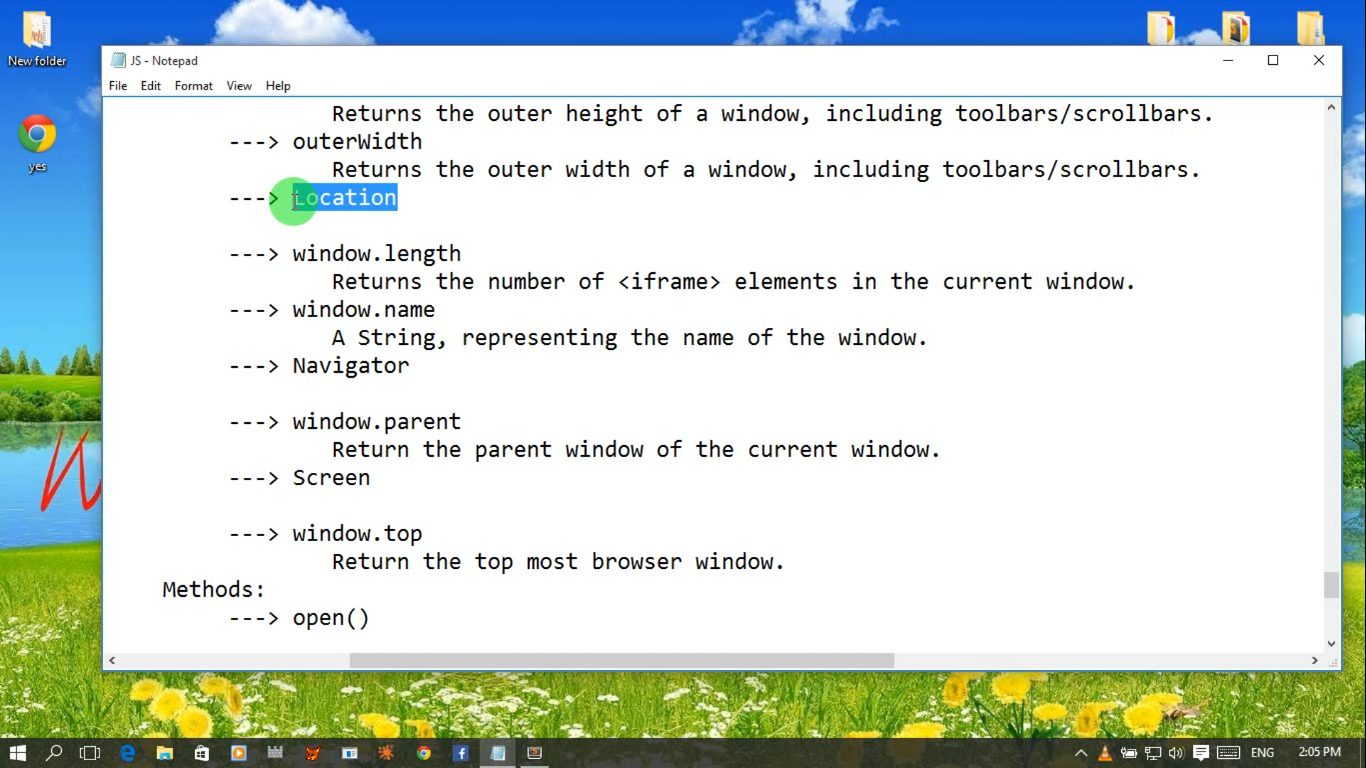 New folder
yes
JS - Notepad
File Edit Format View Help
Returns the outer height of a window, including toolbars/scrollbars.
---> outerWidth
Returns the outer width of a window, including toolbars/scrollbars.
---> Location
---> window.length
Returns the number of <iframe> elements in the current window.
---> window.name
A String, representing the name of the window.
---> Navigator
---> window.parent
Return the parent window of the current window.
---> Screen
---> window.top
Return the top most browser window.
Methods:
---> open()
ENG 2:05 PM